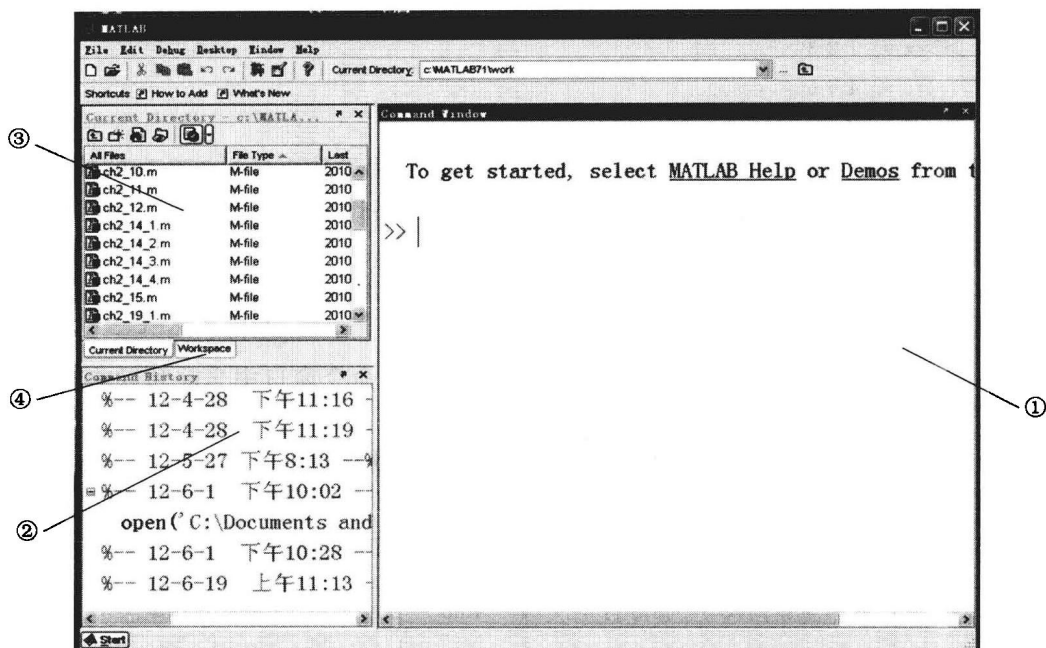 MATLAB
File Edit Debug Desktop Window Help
Current Directory: c:\MATLAB71\work
Shortcuts How to Add What's New
Current Directory - c:\MATLA...
All Files File Type Last
ch2_10.m M-file 2010
ch2_11.m M-file 2010
ch2_12.m M-file 2010
ch2_14_1.m M-file 2010
ch2_14_2.m M-file 2010
ch2_14_3.m M-file 2010
ch2_14_4.m M-file 2010
ch2_15.m M-file 2010
ch2_19_1.m M-file 2010
Current Directory Workspace
Command History
%-- 12-4-28 下午11:16 -
%-- 12-4-28 下午11:19 -
%-- 12-5-27 下午8:13 --%
%-- 12-6-1 下午10:02 --
open('C:\Documents and
%-- 12-6-1 下午10:28 --
%-- 12-6-19 上午11:13 -
Start
Command Window
To get started, select MATLAB Help or Demos from t
>>
③
④
②
①